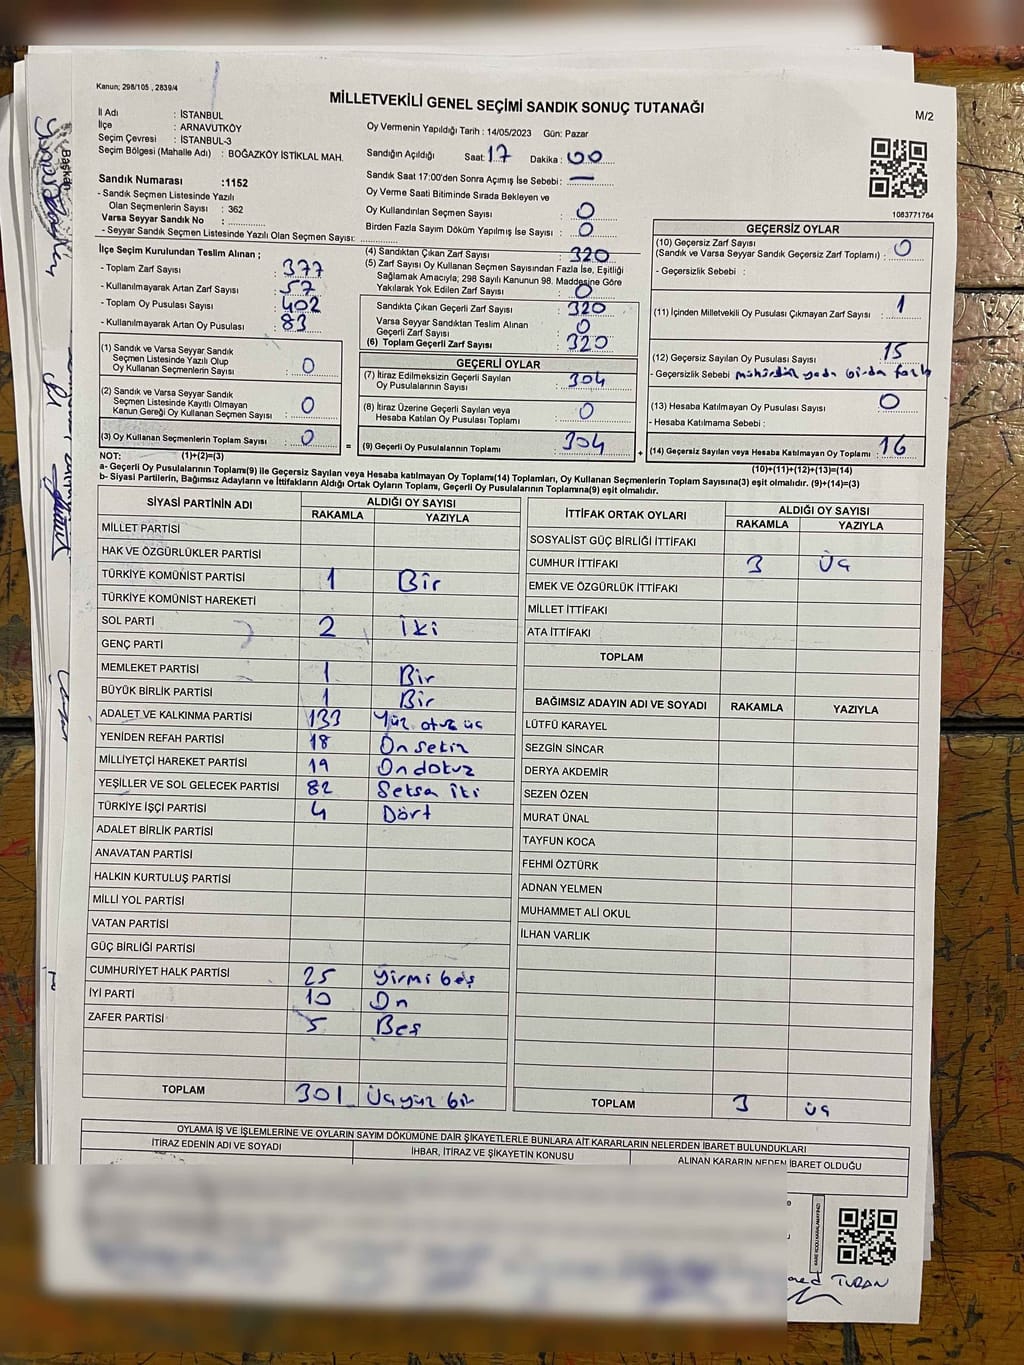 Kanun; 298/105 , 2839/4
MİLLETVEKİLİ GENEL SEÇİMİ SANDIK SONUÇ TUTANAĞI
M/2
İl Adı : İSTANBUL
İlçe : ARNAVUTKÖY
Seçim Çevresi : İSTANBUL-3
Seçim Bölgesi (Mahalle Adı) : BOĞAZKÖY İSTİKLAL MAH.
Oy Vermenin Yapıldığı Tarih : 14/05/2023 Gün: Pazar
Sandığın Açıldığı Saat: 17 Dakika : 00
Sandık Saat 17:00'den Sonra Açımış İse Sebebi: —
Oy Verme Saati Bitiminde Sırada Bekleyen ve
Oy Kullandırılan Seçmen Sayısı : 0
Birden Fazla Sayım Döküm Yapılmış İse Sayısı : 0
Sandık Numarası :1152
- Sandık Seçmen Listesinde Yazılı
Olan Seçmenlerin Sayısı : 362
Varsa Seyyar Sandık No :
- Seyyar Sandık Seçmen Listesinde Yazılı Olan Seçmen Sayısı:
1083771764
İlçe Seçim Kurulundan Teslim Alınan ;
- Toplam Zarf Sayısı : 377
- Kullanılmayarak Artan Zarf Sayısı : 57
- Toplam Oy Pusulası Sayısı : 402
- Kullanılmayarak Artan Oy Pusulası : 83
(1) Sandık ve Varsa Seyyar Sandık
Seçmen Listesinde Yazılı Olup
Oy Kullanan Seçmenlerin Sayısı : 0
(2) Sandık ve Varsa Seyyar Sandık
Seçmen Listesinde Kayıtlı Olmayan
Kanun Gereği Oy Kullanan Seçmen Sayısı : 0
(3) Oy Kullanan Seçmenlerin Toplam Sayısı : 0
(4) Sandıktan Çıkan Zarf Sayısı : 320
(5) Zarf Sayısı Oy Kullanan Seçmen Sayısından Fazla İse, Eşitliği
Sağlamak Amacıyla; 298 Sayılı Kanunun 98. Maddesine Göre
Yakılarak Yok Edilen Zarf Sayısı : 0
Sandıkta Çıkan Geçerli Zarf Sayısı : 320
Varsa Seyyar Sandıktan Teslim Alınan
Geçerli Zarf Sayısı : 0
(6) Toplam Geçerli Zarf Sayısı : 320
GEÇERLİ OYLAR
(7) İtiraz Edilmeksizin Geçerli Sayılan
Oy Pusulalarının Sayısı : 304
(8) İtiraz Üzerine Geçerli Sayılan veya
Hesaba Katılan Oy Pusulası Toplamı : 0
= (9) Geçerli Oy Pusulalarının Toplamı : 304 +
GEÇERSİZ OYLAR
(10) Geçersiz Zarf Sayısı
(Sandık ve Varsa Seyyar Sandık Geçersiz Zarf Toplamı) : 0
- Geçersizlik Sebebi :
(11) İçinden Milletvekili Oy Pusulası Çıkmayan Zarf Sayısı : 1
(12) Geçersiz Sayılan Oy Pusulası Sayısı : 15
- Geçersizlik Sebebi
(13) Hesaba Katılmayan Oy Pusulası Sayısı : 0
- Hesaba Katılmama Sebebi :
(14) Geçersiz Sayılan veya Hesaba Katılmayan Oy Toplamı : 16
NOT: (1)+(2)=(3)
(10)+(11)+(12)+(13)=(14)
a- Geçerli Oy Pusulalarının Toplamı(9) ile Geçersiz Sayılan veya Hesaba katılmayan Oy Toplam(14) Toplamları, Oy Kullanan Seçmenlerin Toplam Sayısına(3) eşit olmalıdır. (9)+(14)=(3)
b- Siyasi Partilerin, Bağımsız Adayların ve İttifakların Aldığı Ortak Oyların Toplamı, Geçerli Oy Pusulalarının Toplamına(9) eşit olmalıdır.
SİYASİ PARTİNİN ADI ALDIĞI OY SAYISI
RAKAMLA YAZIYLA
MİLLET PARTİSİ
HAK VE ÖZGÜRLÜKLER PARTİSİ
TÜRKİYE KOMÜNİST PARTİSİ 1 Bir
TÜRKİYE KOMÜNİST HAREKETİ
SOL PARTİ 2 İki
GENÇ PARTİ
MEMLEKET PARTİSİ 1 Bir
BÜYÜK BİRLİK PARTİSİ 1 Bir
ADALET VE KALKINMA PARTİSİ 133 Yüz otuz üç
YENİDEN REFAH PARTİSİ 18 On sekiz
MİLLİYETÇİ HAREKET PARTİSİ 19 On dokuz
YEŞİLLER VE SOL GELECEK PARTİSİ 82 Seksa iki
TÜRKİYE İŞÇİ PARTİSİ 4 Dört
ADALET BİRLİK PARTİSİ
ANAVATAN PARTİSİ
HALKIN KURTULUŞ PARTİSİ
MİLLİ YOL PARTİSİ
VATAN PARTİSİ
GÜÇ BİRLİĞİ PARTİSİ
CUMHURİYET HALK PARTİSİ 25 Yirmi beş
İYİ PARTİ 10 On
ZAFER PARTİSİ 5 Beş
TOPLAM 301 Üçyüz bir
İTTİFAK ORTAK OYLARI ALDIĞI OY SAYISI
RAKAMLA YAZIYLA
SOSYALİST GÜÇ BİRLİĞİ İTTİFAKI
CUMHUR İTTİFAKI 3 Üç
EMEK VE ÖZGÜRLÜK İTTİFAKI
MİLLET İTTİFAKI
ATA İTTİFAKI
TOPLAM
BAĞIMSIZ ADAYIN ADI VE SOYADI RAKAMLA YAZIYLA
LÜTFÜ KARAYEL
SEZGİN SİNCAR
DERYA AKDEMİR
SEZEN ÖZEN
MURAT ÜNAL
TAYFUN KOCA
FEHMİ ÖZTÜRK
ADNAN YELMEN
MUHAMMET ALİ OKUL
İLHAN VARLIK
TOPLAM 3 üç
OYLAMA İŞ VE İŞLEMLERİNE VE OYLARIN SAYIM DÖKÜMÜNE DAİR ŞİKAYETLERLE BUNLARA AİT KARARLARIN NELERDEN İBARET BULUNDUKLARI
İTİRAZ EDENİN ADI VE SOYADI İHBAR, İTİRAZ VE ŞİKAYETİN KONUSU ALINAN KARARIN NEDEN İBARET OLDUĞU
TURAN
Başkan